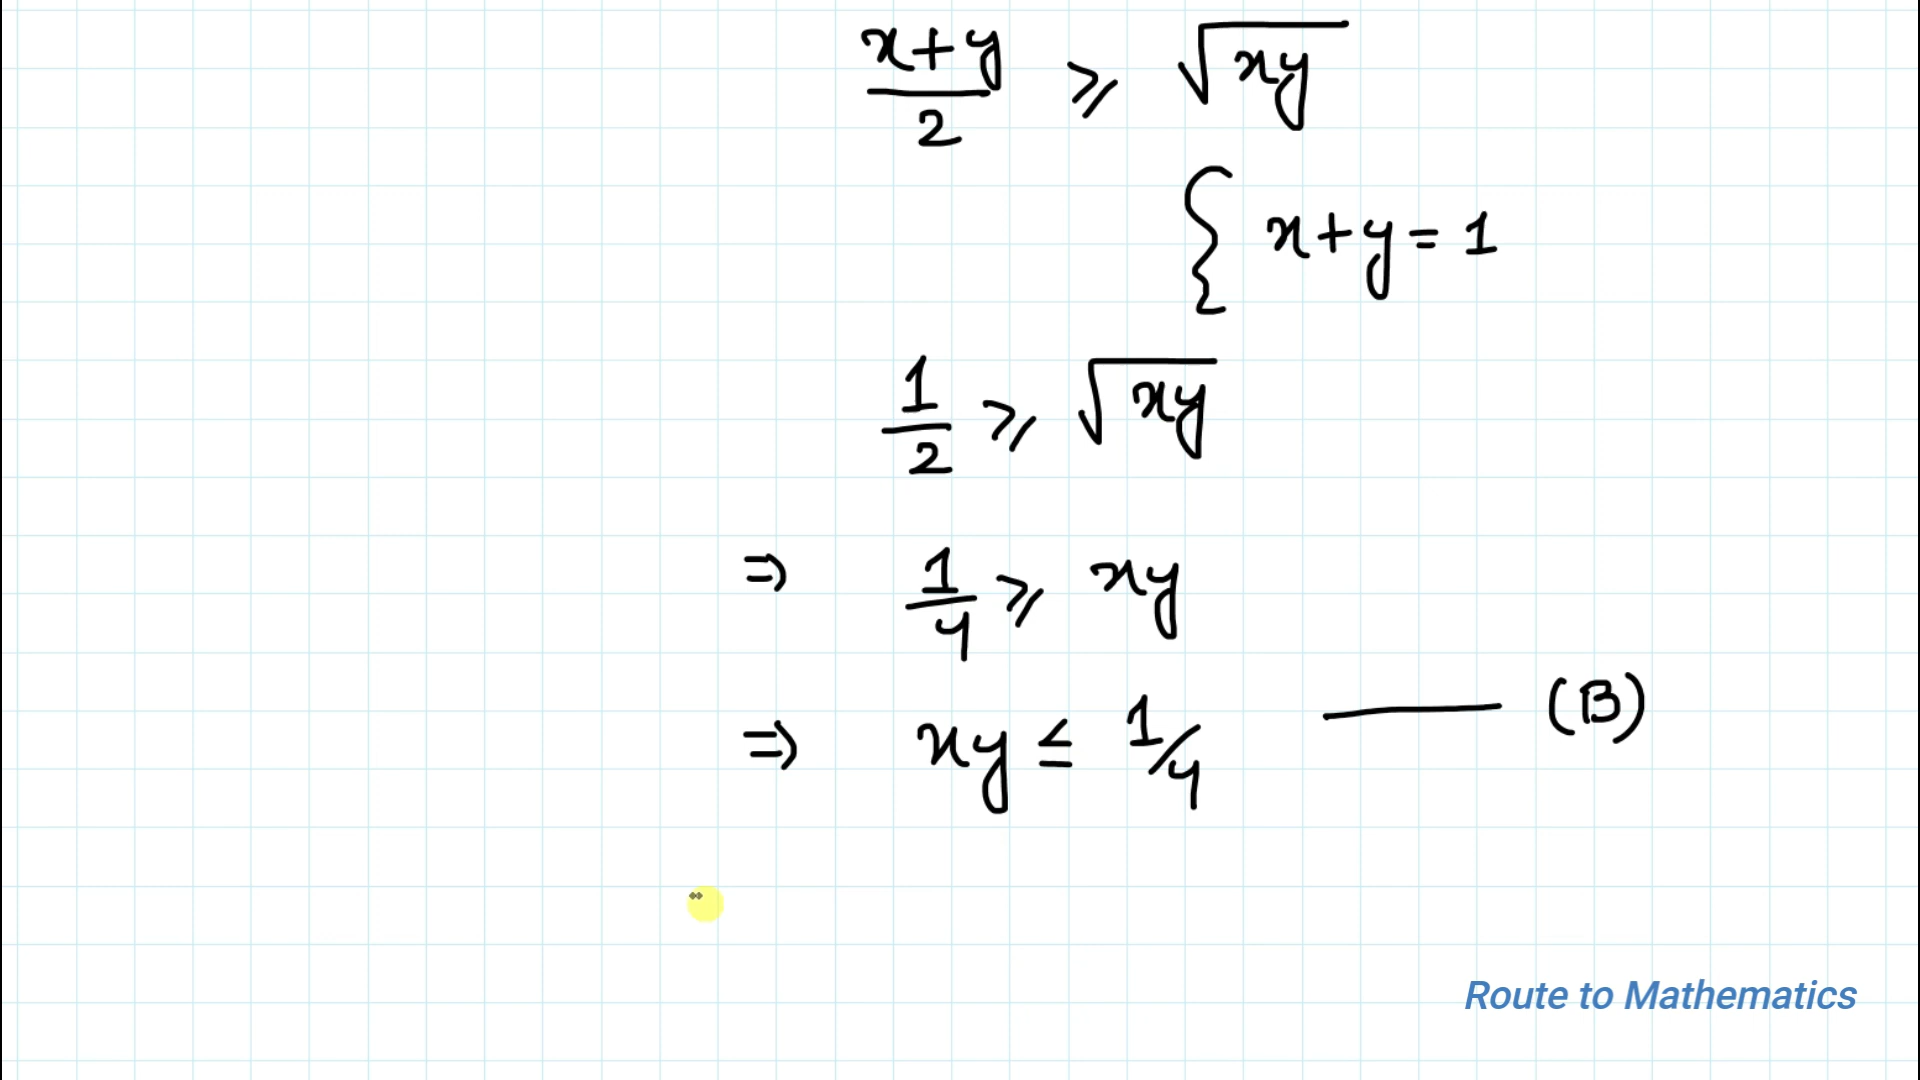 x+y/2 ⩾ √xy
{ x+y = 1
1/2 ⩾ √xy
⇒ 1/4 ⩾ xy
⇒ xy ≤ 1/4 —— (B)
Route to Mathematics